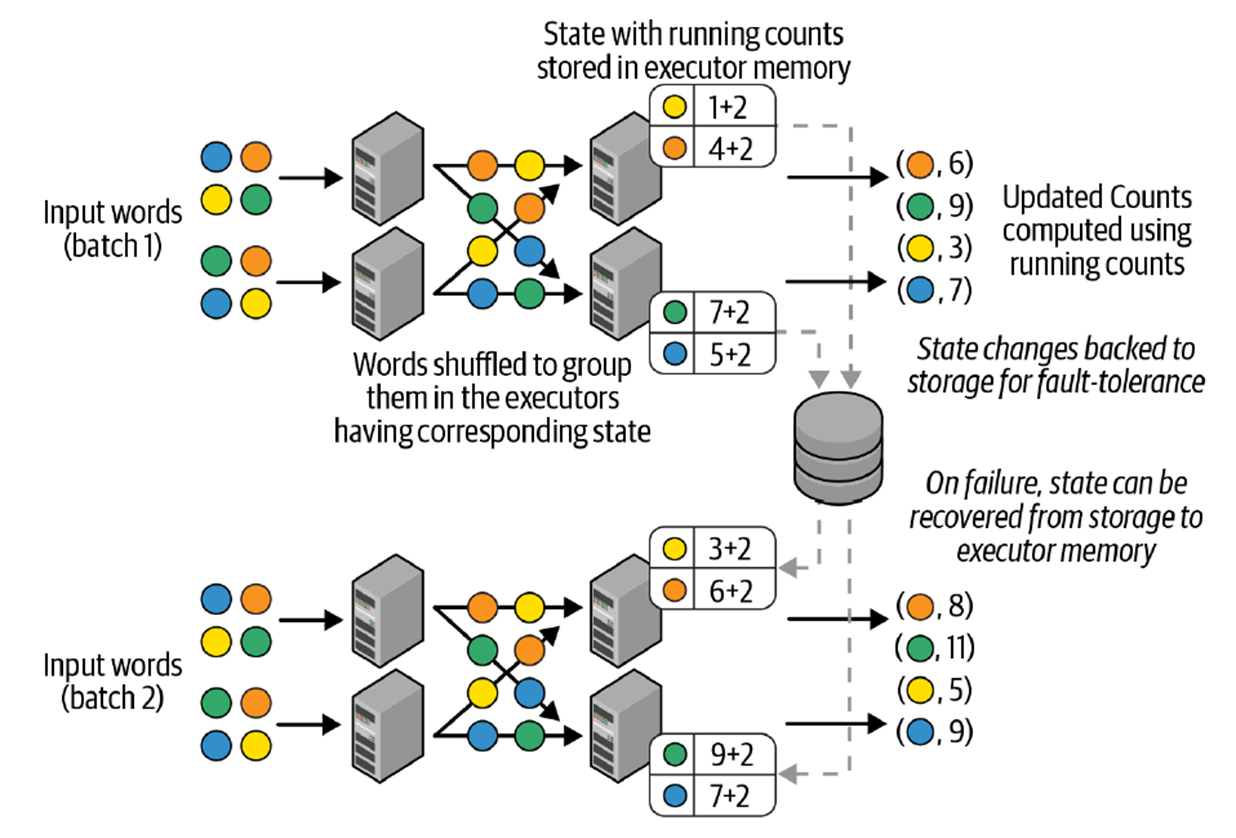 State with running counts
stored in executor memory
1+2
4+2
Input words
(batch 1)
(, 6)
(, 9)
(, 3)
(, 7)
Updated Counts
computed using
running counts
7+2
5+2
Words shuffled to group
them in the executors
having corresponding state
State changes backed to
storage for fault-tolerance
On failure, state can be
recovered from storage to
executor memory
3+2
6+2
Input words
(batch 2)
(, 8)
(, 11)
(, 5)
(, 9)
9+2
7+2